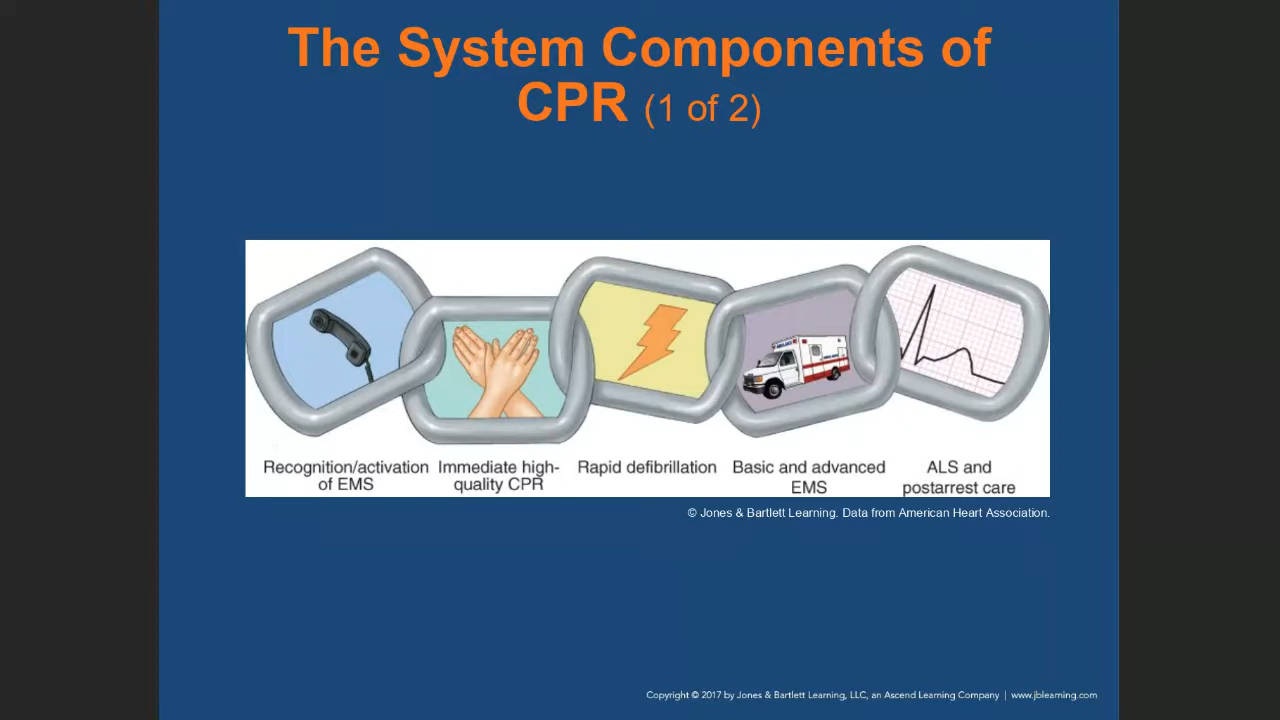 The System Components of
CPR (1 of 2)
Recognition/activation
of EMS
Immediate high-
quality CPR
Rapid defibrillation
Basic and advanced
EMS
ALS and
postarrest care
© Jones & Bartlett Learning. Data from American Heart Association.
Copyright © 2017 by Jones & Bartlett Learning, LLC, an Ascend Learning Company | www.jblearning.com